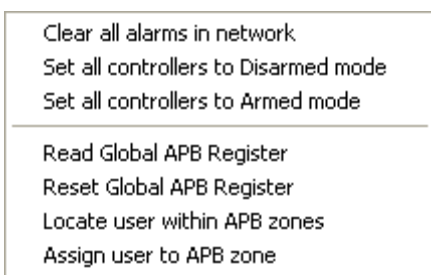 Clear all alarms in network
Set all controllers to Disarmed mode
Set all controllers to Armed mode
Read Global APB Register
Reset Global APB Register
Locate user within APB zones
Assign user to APB zone